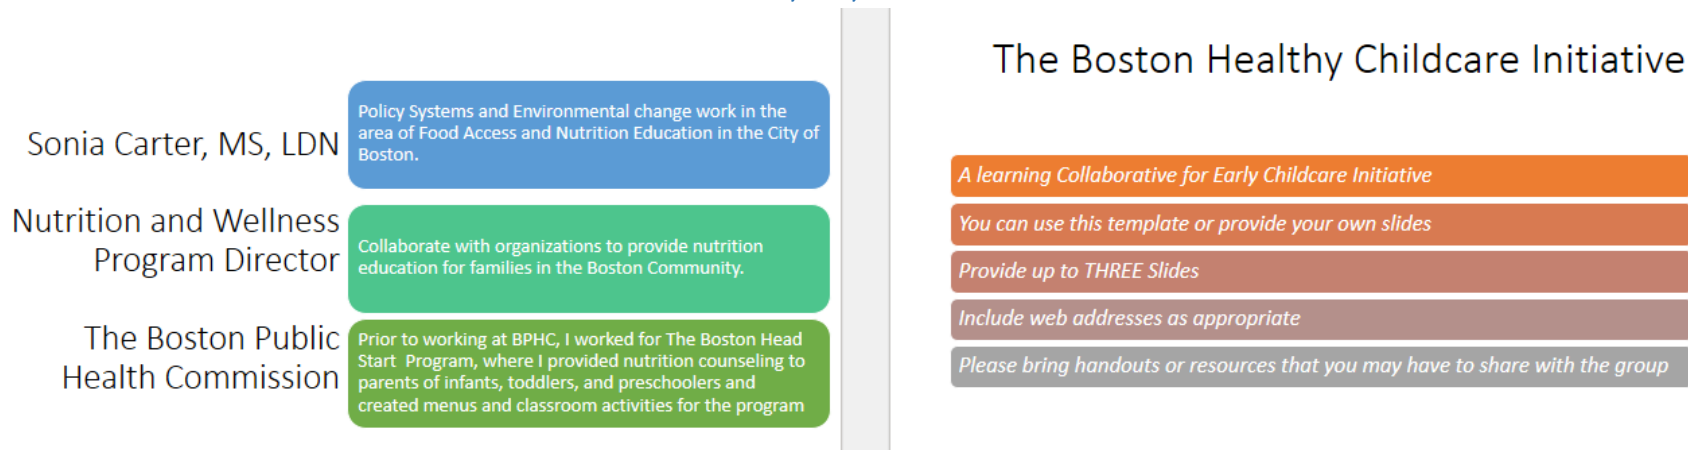 Sonia Carter, MS, LDN
Nutrition and Wellness
Program Director
The Boston Public
Health Commission
Policy Systems and Environmental change work in the
area of Food Access and Nutrition Education in the City of
Boston.
Collaborate with organizations to provide nutrition
education for families in the Boston Community.
Prior to working at BPHC, I worked for The Boston Head
Start  Program, where I provided nutrition counseling to
parents of infants, toddlers, and preschoolers and
created menus and classroom activities for the program
The Boston Healthy Childcare Initiative
A learning Collaborative for Early Childcare Initiative
You can use this template or provide your own slides
Provide up to THREE Slides
Include web addresses as appropriate
Please bring handouts or resources that you may have to share with the group